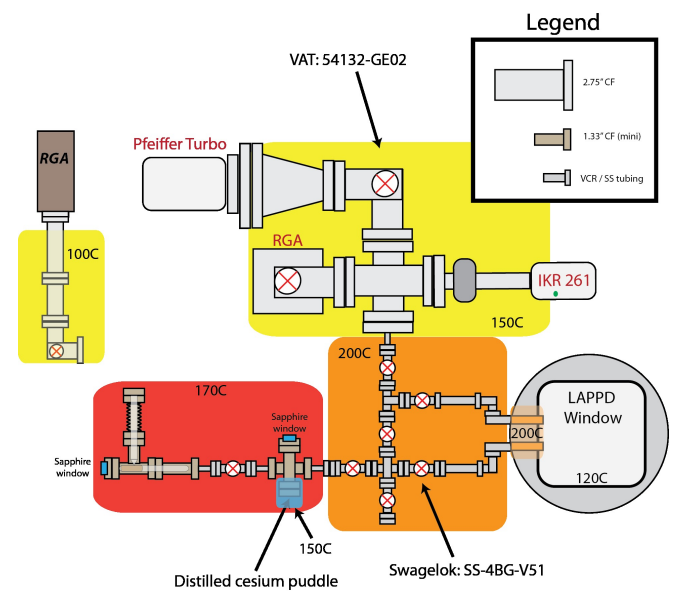 Legend
VAT: 54132-GE02
2.75" CF
1.33" CF (mini)
VCR / SS tubing
Pfeiffer Turbo
RGA
100C
RGA
IKR 261
150C
200C
170C
Sapphire
window
Sapphire
window
LAPPD
Window
200C
120C
150C
Distilled cesium puddle
Swagelok: SS-4BG-V51